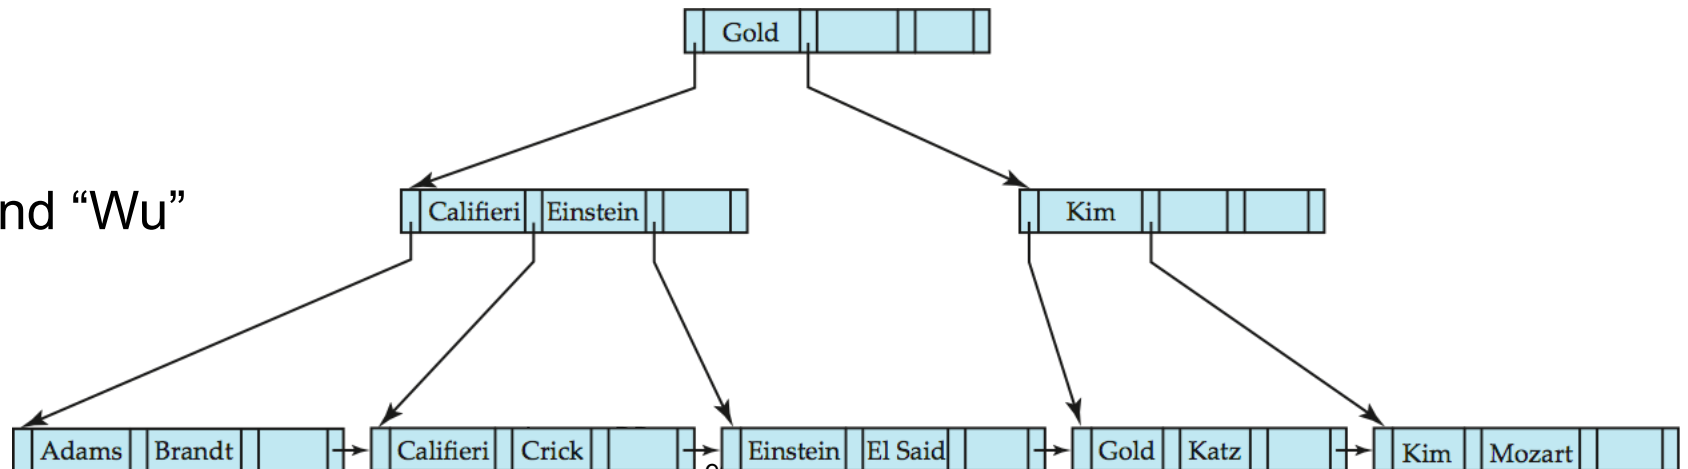 Gold
Califieri Einstein Kim
nd “Wu”
Adams Brandt Califieri Crick Einstein El Said Gold Katz Kim Mozart